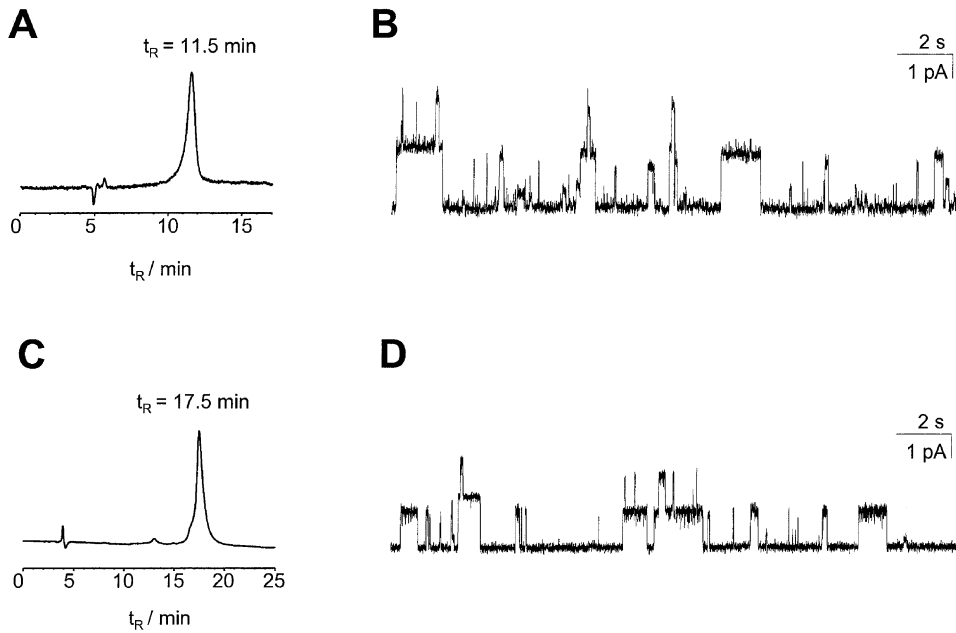 A
t_R = 11.5 min
0 5 10 15
t_R / min
B
2 s
1 pA
C
t_R = 17.5 min
0 5 10 15 20 25
t_R / min
D
2 s
1 pA